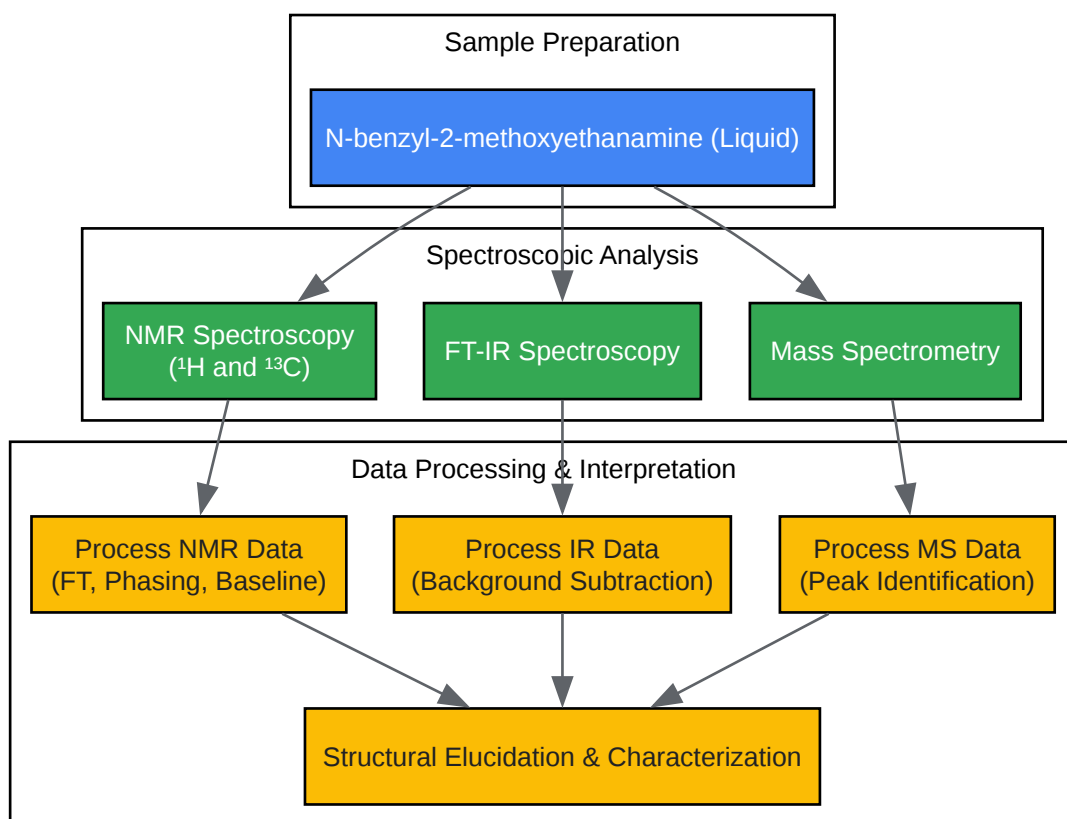 Sample Preparation
N-benzyl-2-methoxyethanamine (Liquid)
Spectroscopic Analysis
NMR Spectroscopy
(¹H and ¹³C)
FT-IR Spectroscopy
Mass Spectrometry
Data Processing & Interpretation
Process NMR Data
(FT, Phasing, Baseline)
Process IR Data
(Background Subtraction)
Process MS Data
(Peak Identification)
Structural Elucidation & Characterization